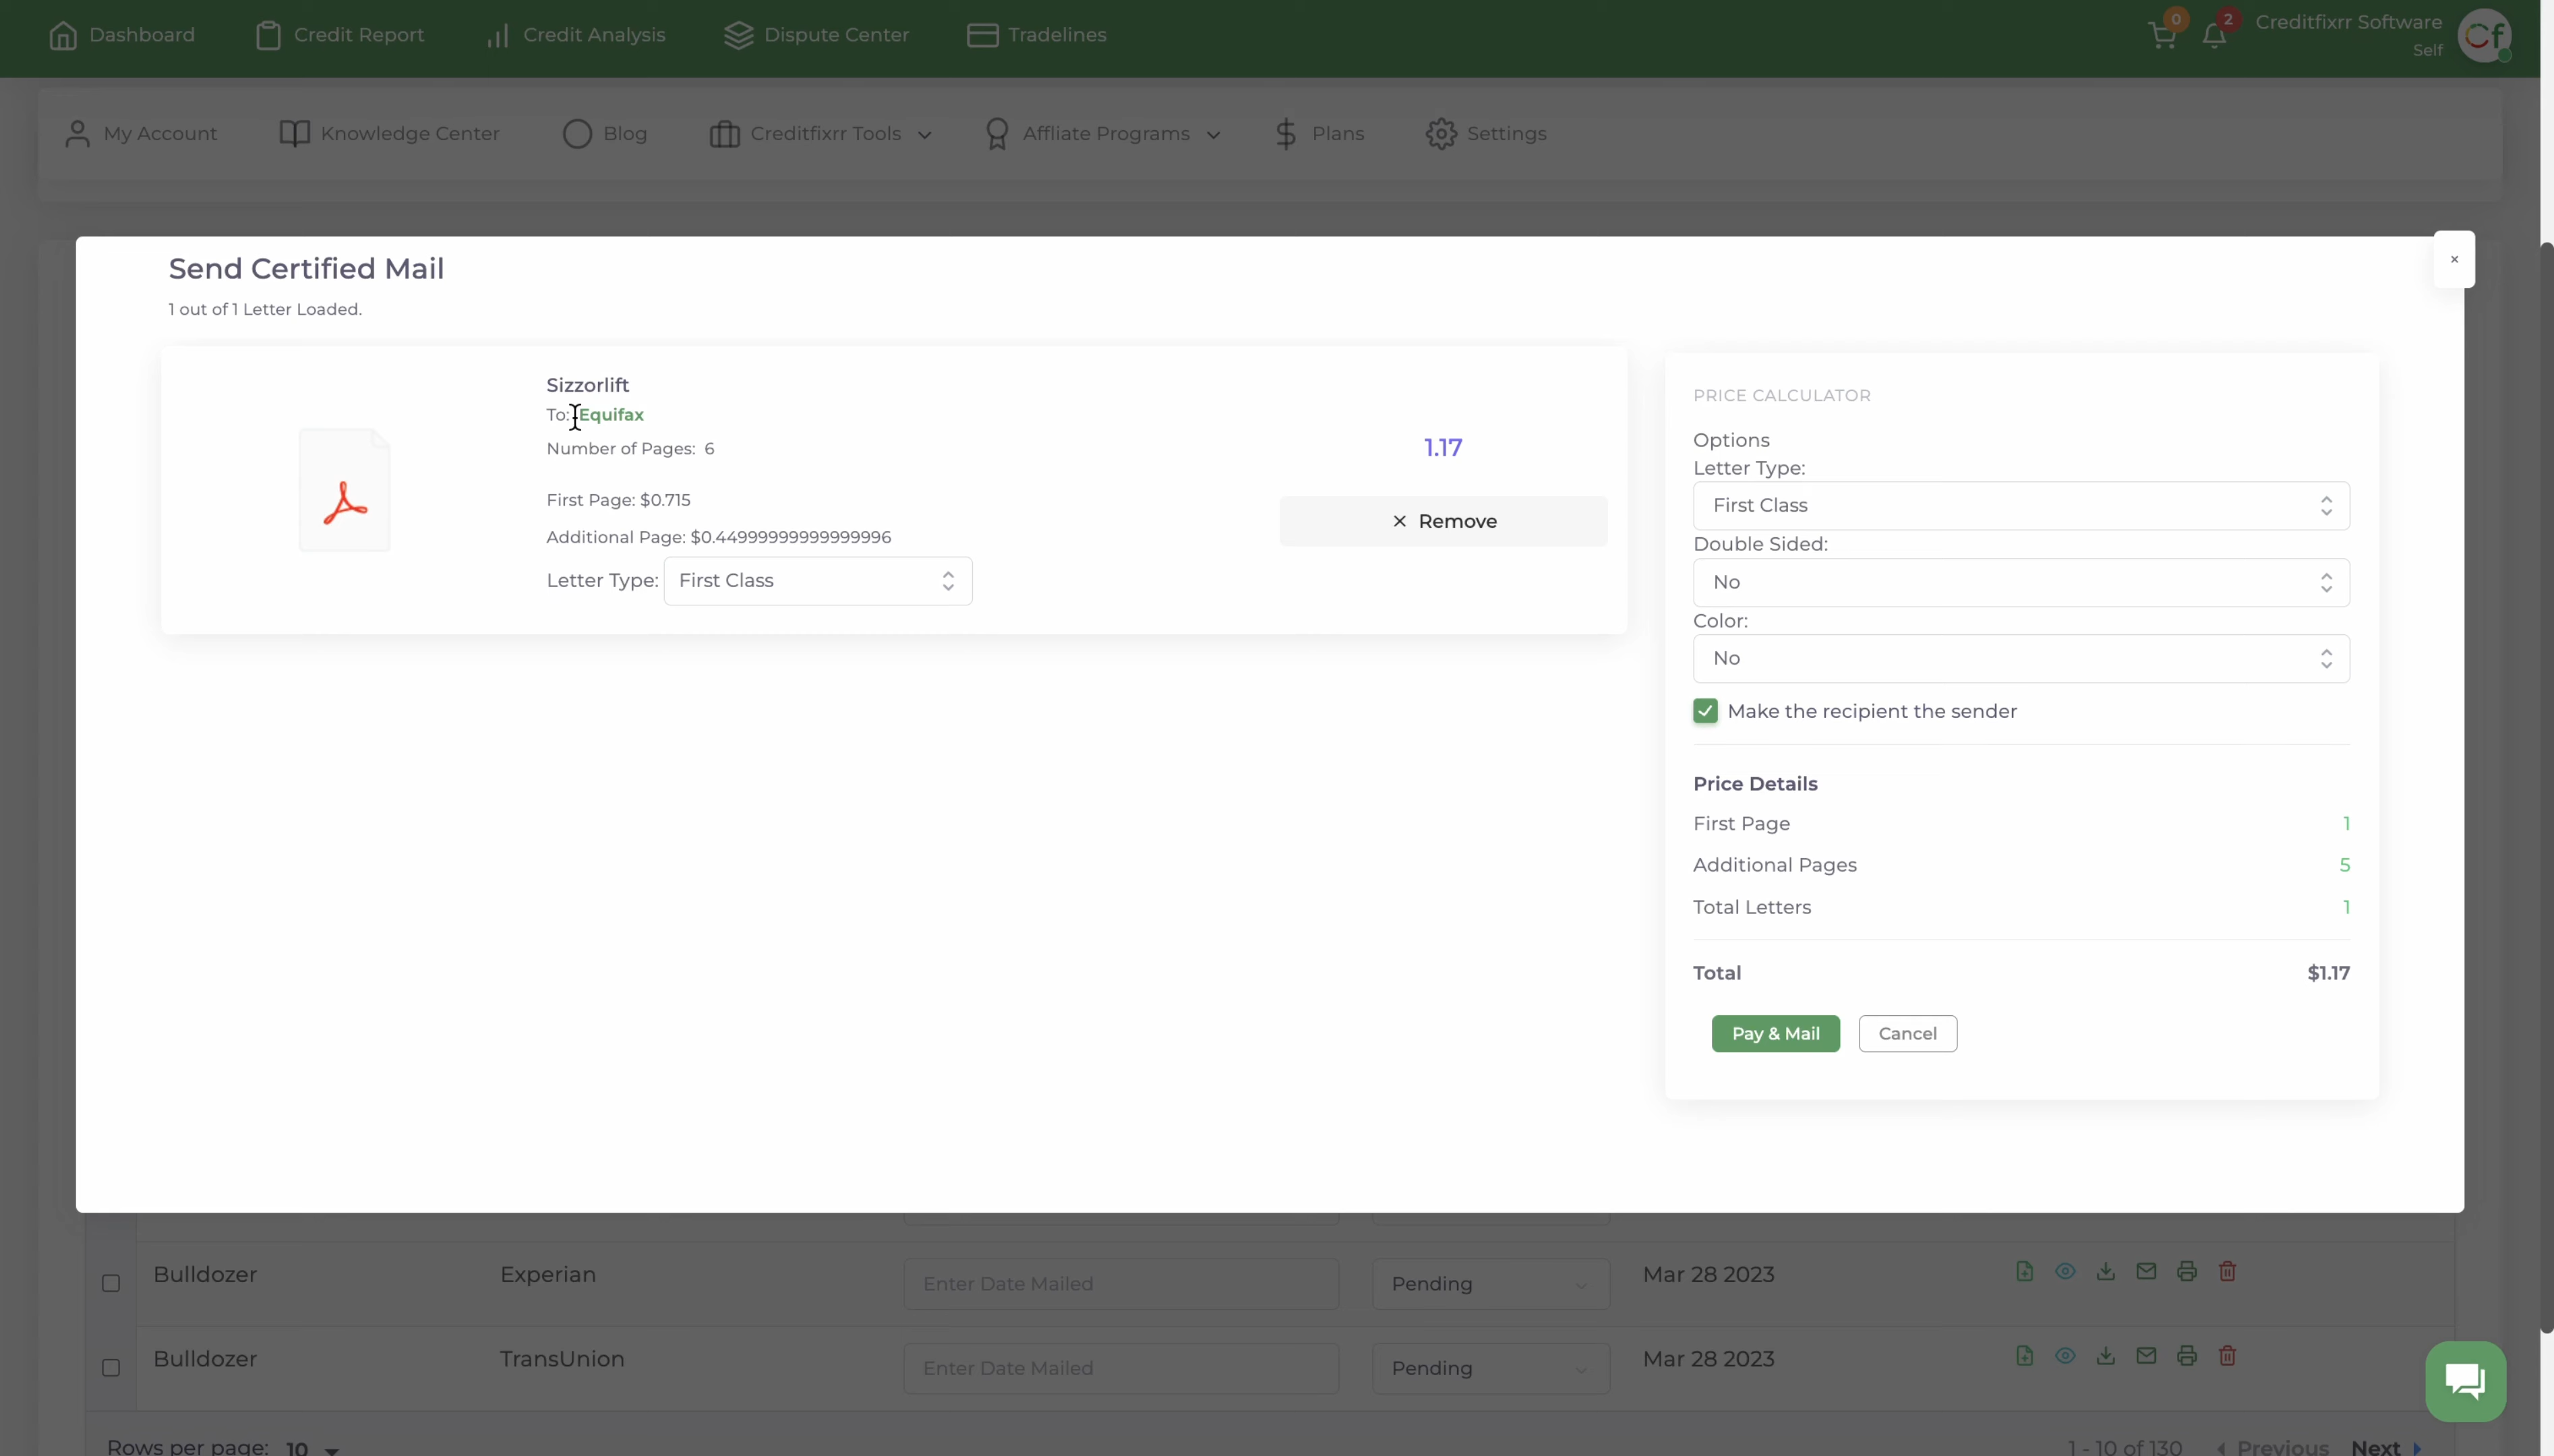 Dashboard Credit Report Credit Analysis Dispute Center Tradelines 0 2 Creditfixrr Software
Self
Cf
My Account Knowledge Center Blog Creditfixrr Tools Affliate Programs Plans Settings
Send Certified Mail
×
1 out of 1 Letter Loaded.
Sizzorlift
To: Equifax
Number of Pages: 6
1.17
First Page: $0.715
× Remove
Additional Page: $0.44999999999999996
Letter Type: First Class
PRICE CALCULATOR
Options
Letter Type:
First Class
Double Sided:
No
Color:
No
Make the recipient the sender
Price Details
First Page 1
Additional Pages 5
Total Letters 1
Total $1.17
Pay & Mail Cancel
Bulldozer Experian Enter Date Mailed Pending Mar 28 2023
Bulldozer TransUnion Enter Date Mailed Pending Mar 28 2023
Rows per page: 10 1 - 10 of 130 Previous Next